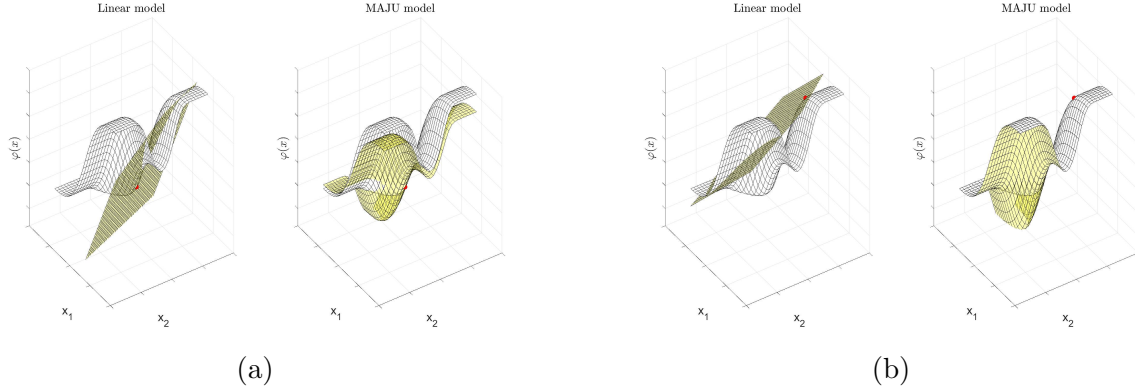 Linear model
MAJU model
φ(x)
φ(x)
x₁
x₂
x₁
x₂
(a)
Linear model
MAJU model
φ(x)
φ(x)
x₁
x₂
x₁
x₂
(b)